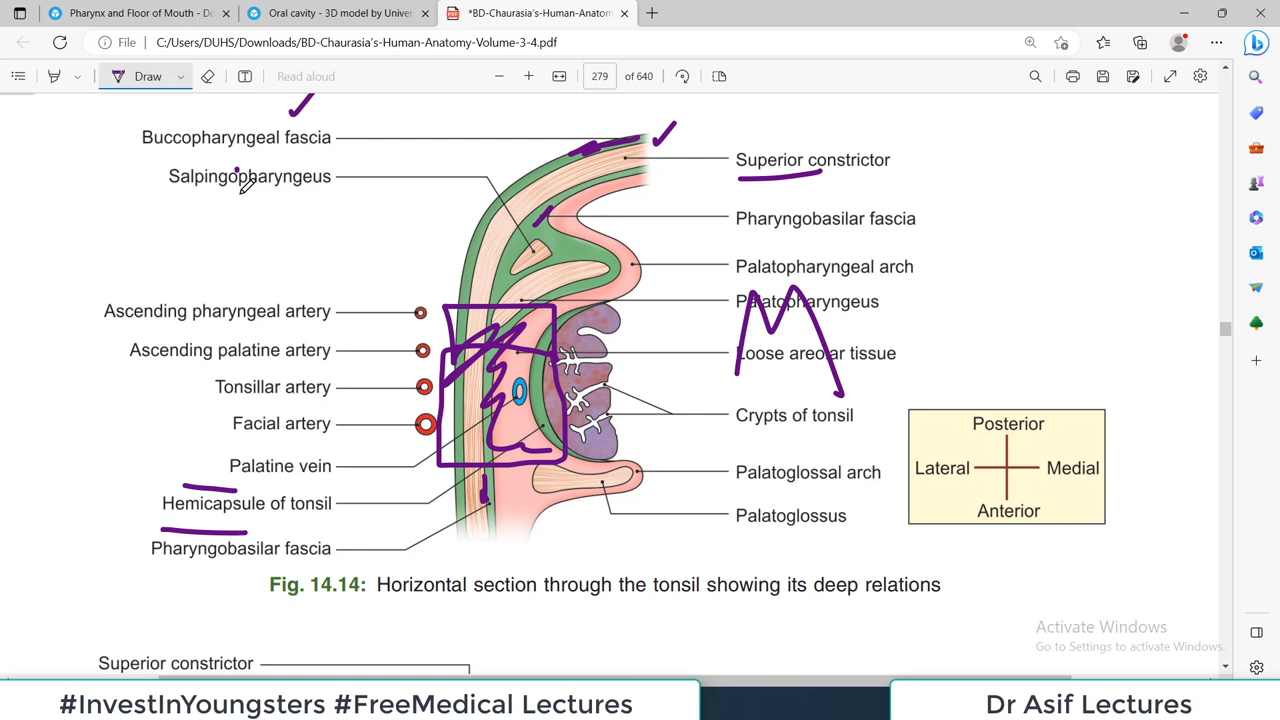 Pharynx and Floor of Mouth - Do
Oral cavity - 3D model by Univer
*BD-Chaurasia's-Human-Anatomy-
File
C:/Users/DUHS/Downloads/BD-Chaurasia's-Human-Anatomy-Volume-3-4.pdf
Draw
Read aloud
279 of 640
Buccopharyngeal fascia
Superior constrictor
Salpingopharyngeus
Pharyngobasilar fascia
Palatopharyngeal arch
Palatopharyngeus
Ascending pharyngeal artery
Ascending palatine artery
Loose areolar tissue
Tonsillar artery
Facial artery
Crypts of tonsil
Palatine vein
Palatoglossal arch
Hemicapsule of tonsil
Palatoglossus
Pharyngobasilar fascia
M
Posterior
Lateral
Medial
Anterior
Fig. 14.14: Horizontal section through the tonsil showing its deep relations
Superior constrictor
Activate Windows
Go to Settings to activate Windows.
#InvestInYoungsters #FreeMedical Lectures
Dr Asif Lectures